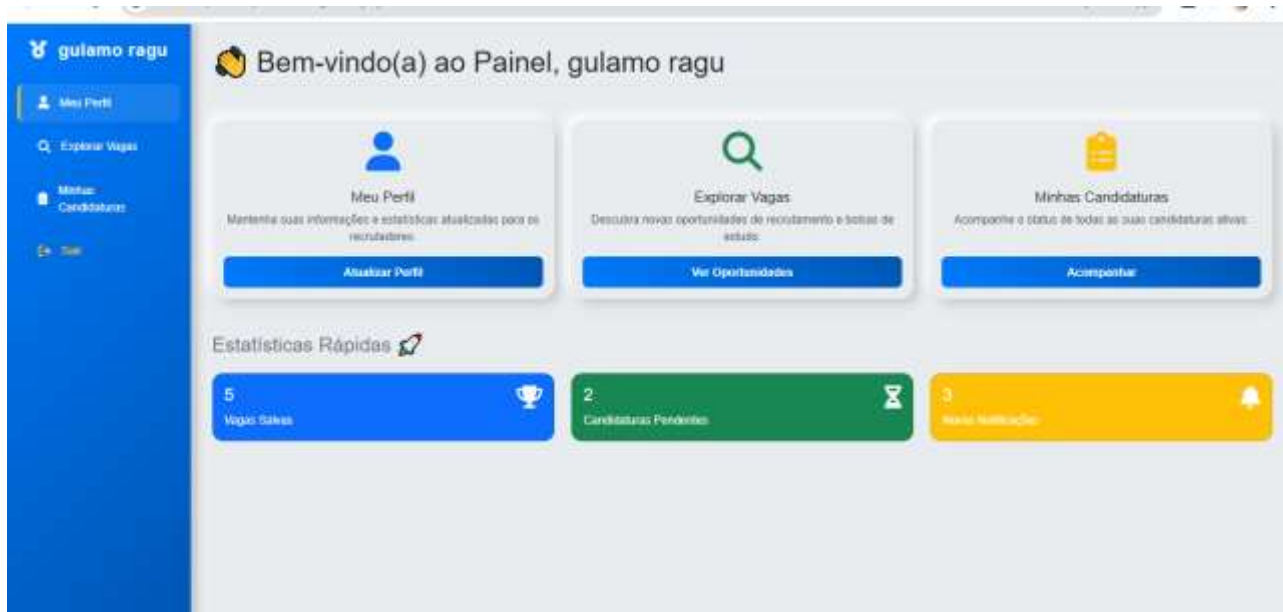 gulamo ragu
Meu Perfil
Explorar Vagas
Minhas
Candidaturas
Sair
Bem-vindo(a) ao Painel, gulamo ragu
Meu Perfil
Mantenha suas informações e estatísticas atualizadas para os
recrutadores.
Atualizar Perfil
Explorar Vagas
Descubra novas oportunidades de recrutamento e bolsas de
estudo.
Ver Oportunidades
Minhas Candidaturas
Acompanhe o status de todas as suas candidaturas ativas.
Acompanhar
Estatísticas Rápidas
5
Vagas Salvas
2
Candidaturas Pendentes
3
Novas Notificações